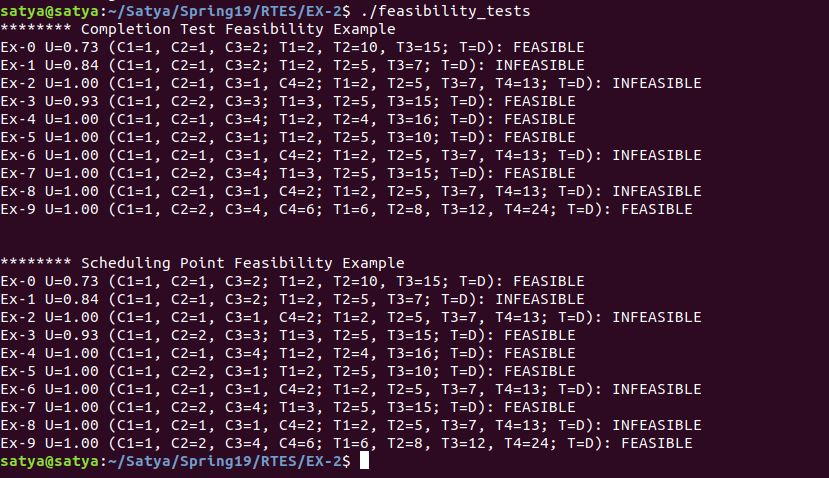 satya@satya:~/Satya/Spring19/RTES/EX-2$ ./feasibility_tests
******** Completion Test Feasibility Example
Ex-0 U=0.73 (C1=1, C2=1, C3=2; T1=2, T2=10, T3=15; T=D): FEASIBLE
Ex-1 U=0.84 (C1=1, C2=1, C3=2; T1=2, T2=5, T3=7; T=D): INFEASIBLE
Ex-2 U=1.00 (C1=1, C2=1, C3=1, C4=2; T1=2, T2=5, T3=7, T4=13; T=D): INFEASIBLE
Ex-3 U=0.93 (C1=1, C2=2, C3=3; T1=3, T2=5, T3=15; T=D): FEASIBLE
Ex-4 U=1.00 (C1=1, C2=1, C3=4; T1=2, T2=4, T3=16; T=D): FEASIBLE
Ex-5 U=1.00 (C1=1, C2=2, C3=1; T1=2, T2=5, T3=10; T=D): FEASIBLE
Ex-6 U=1.00 (C1=1, C2=1, C3=1, C4=2; T1=2, T2=5, T3=7, T4=13; T=D): INFEASIBLE
Ex-7 U=1.00 (C1=1, C2=2, C3=4; T1=3, T2=5, T3=15; T=D): FEASIBLE
Ex-8 U=1.00 (C1=1, C2=1, C3=1, C4=2; T1=2, T2=5, T3=7, T4=13; T=D): INFEASIBLE
Ex-9 U=1.00 (C1=1, C2=2, C3=4, C4=6; T1=6, T2=8, T3=12, T4=24; T=D): FEASIBLE
******** Scheduling Point Feasibility Example
Ex-0 U=0.73 (C1=1, C2=1, C3=2; T1=2, T2=10, T3=15; T=D): FEASIBLE
Ex-1 U=0.84 (C1=1, C2=1, C3=2; T1=2, T2=5, T3=7; T=D): INFEASIBLE
Ex-2 U=1.00 (C1=1, C2=1, C3=1, C4=2; T1=2, T2=5, T3=7, T4=13; T=D): INFEASIBLE
Ex-3 U=0.93 (C1=1, C2=2, C3=3; T1=3, T2=5, T3=15; T=D): FEASIBLE
Ex-4 U=1.00 (C1=1, C2=1, C3=4; T1=2, T2=4, T3=16; T=D): FEASIBLE
Ex-5 U=1.00 (C1=1, C2=2, C3=1; T1=2, T2=5, T3=10; T=D): FEASIBLE
Ex-6 U=1.00 (C1=1, C2=1, C3=1, C4=2; T1=2, T2=5, T3=7, T4=13; T=D): INFEASIBLE
Ex-7 U=1.00 (C1=1, C2=2, C3=4; T1=3, T2=5, T3=15; T=D): FEASIBLE
Ex-8 U=1.00 (C1=1, C2=1, C3=1, C4=2; T1=2, T2=5, T3=7, T4=13; T=D): INFEASIBLE
Ex-9 U=1.00 (C1=1, C2=2, C3=4, C4=6; T1=6, T2=8, T3=12, T4=24; T=D): FEASIBLE
satya@satya:~/Satya/Spring19/RTES/EX-2$